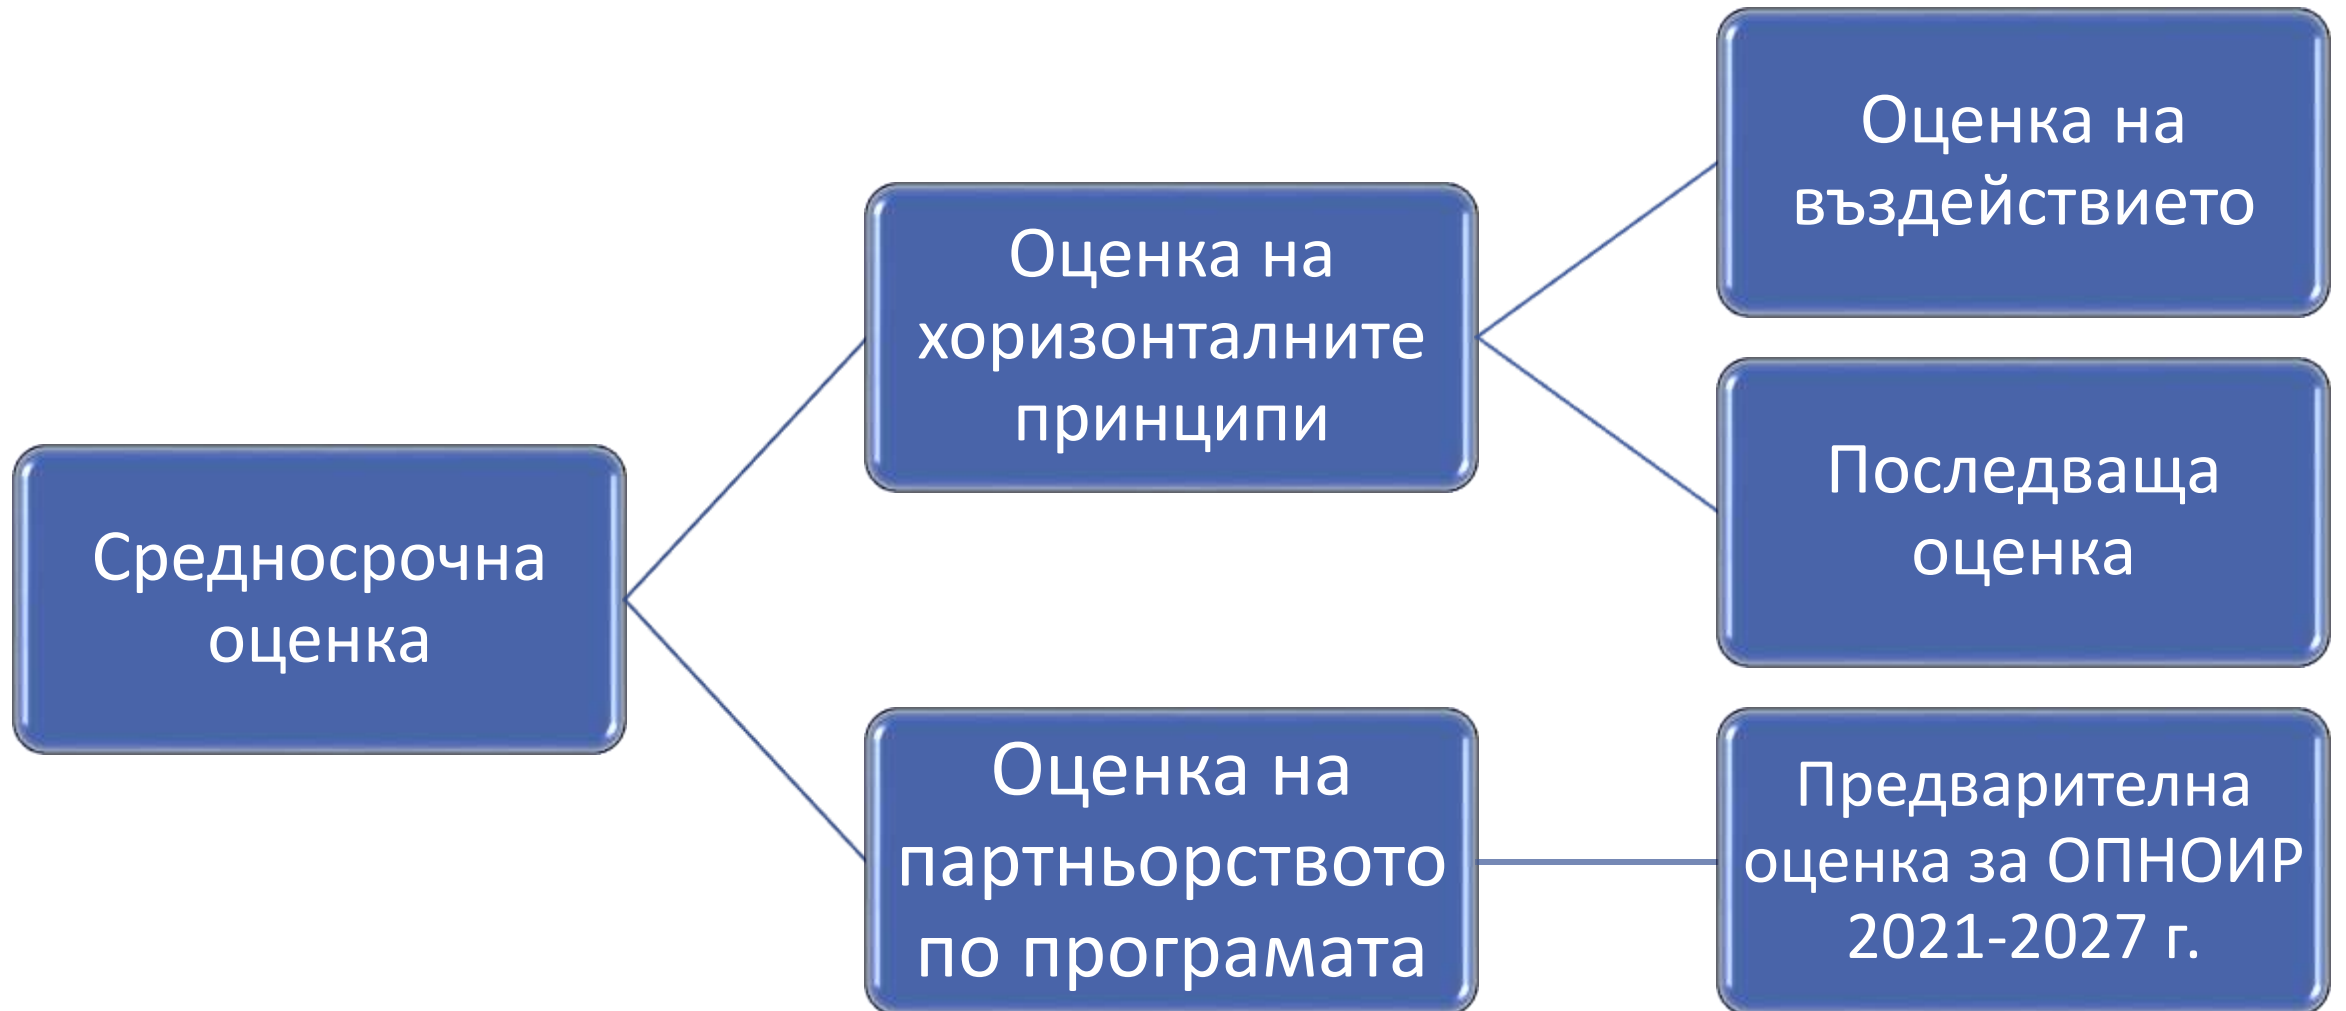 Средносрочна
оценка
Оценка на
хоризонталните
принципи
Оценка на
въздействието
Последваща
оценка
Оценка на
партньорството
по програмата
Предварителна
оценка за ОПНОИР
2021-2027 г.